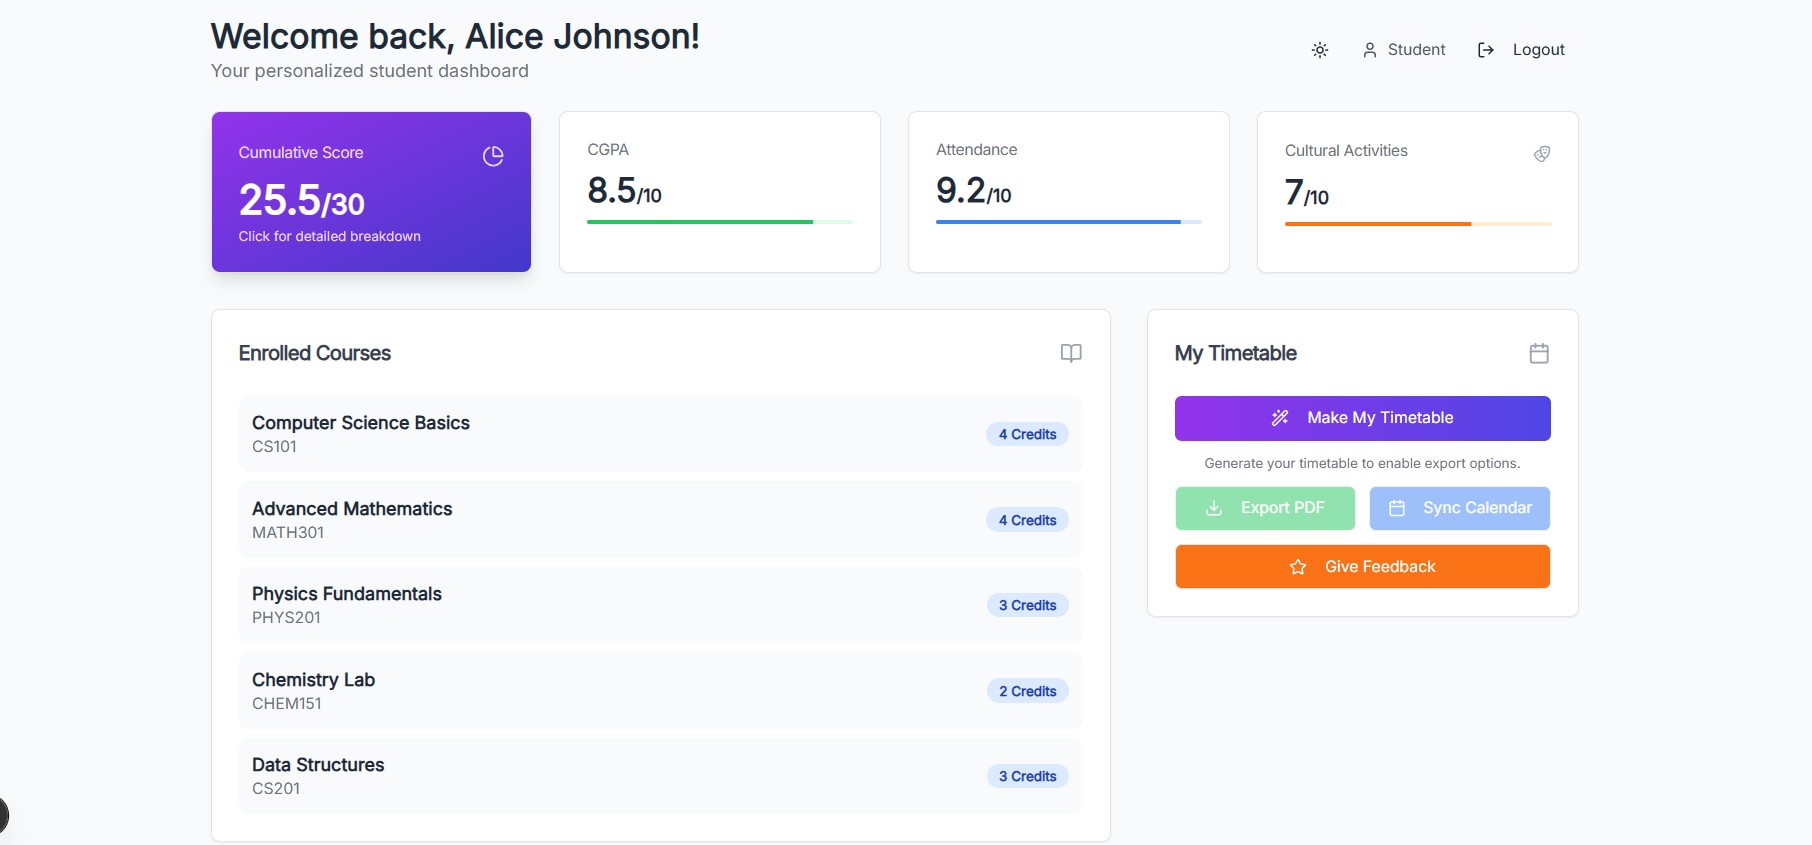 Welcome back, Alice Johnson!
Your personalized student dashboard
Student
Logout
Cumulative Score
25.5/30
Click for detailed breakdown
CGPA
8.5/10
Attendance
9.2/10
Cultural Activities
7/10
Enrolled Courses
Computer Science Basics
CS101
4 Credits
Advanced Mathematics
MATH301
4 Credits
Physics Fundamentals
PHYS201
3 Credits
Chemistry Lab
CHEM151
2 Credits
Data Structures
CS201
3 Credits
My Timetable
Make My Timetable
Generate your timetable to enable export options.
Export PDF
Sync Calendar
Give Feedback